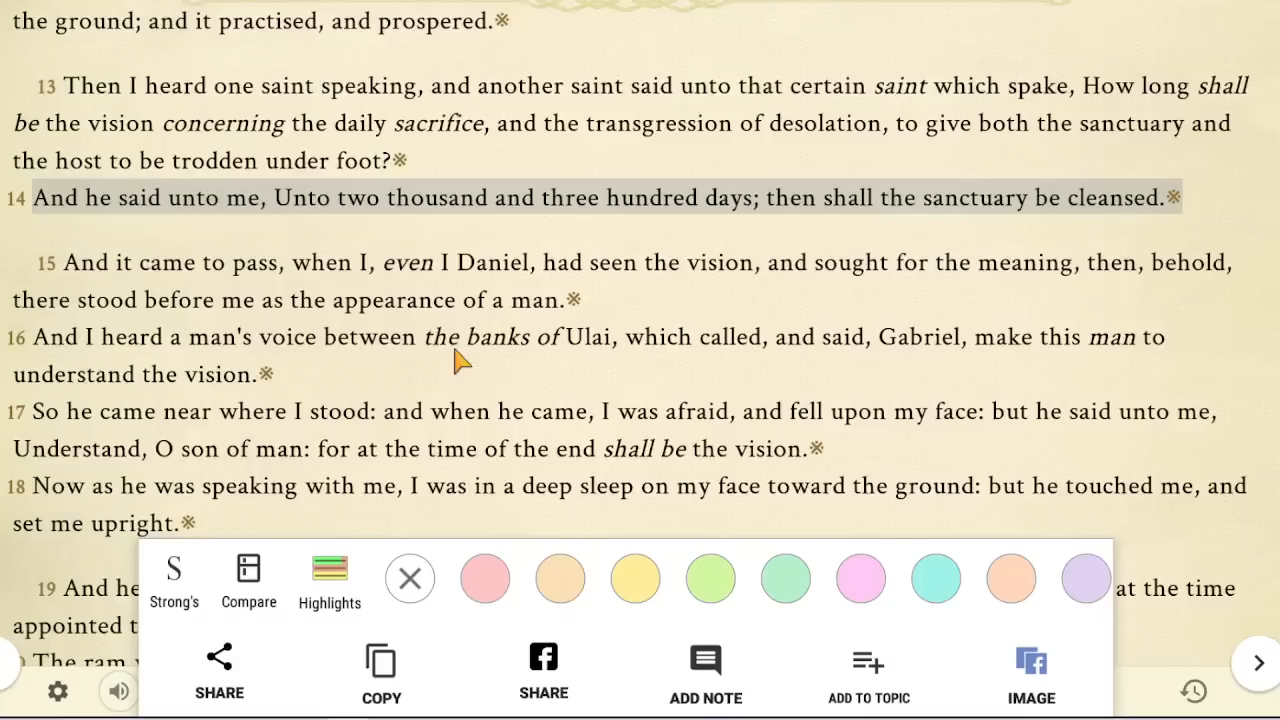 the ground; and it practised, and prospered.※
13 Then I heard one saint speaking, and another saint said unto that certain saint which spake, How long shall
be the vision concerning the daily sacrifice, and the transgression of desolation, to give both the sanctuary and
the host to be trodden under foot?※
14 And he said unto me, Unto two thousand and three hundred days; then shall the sanctuary be cleansed.※
15 And it came to pass, when I, even I Daniel, had seen the vision, and sought for the meaning, then, behold,
there stood before me as the appearance of a man.※
16 And I heard a man's voice between the banks of Ulai, which called, and said, Gabriel, make this man to
understand the vision.※
17 So he came near where I stood: and when he came, I was afraid, and fell upon my face: but he said unto me,
Understand, O son of man: for at the time of the end shall be the vision.※
18 Now as he was speaking with me, I was in a deep sleep on my face toward the ground: but he touched me, and
set me upright.※
19 And he at the time
appointed t
The ram
S
Strong's Compare Highlights
SHARE COPY SHARE ADD NOTE ADD TO TOPIC IMAGE